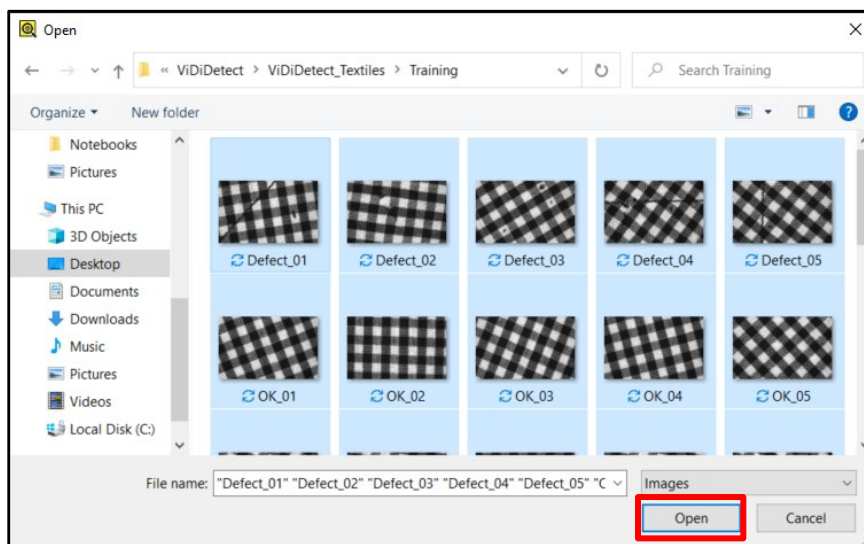 Open
« ViDiDetect > ViDiDetect_Textiles > Training
Search Training
Organize
New folder
Notebooks
Pictures
This PC
3D Objects
Desktop
Documents
Downloads
Music
Pictures
Videos
Local Disk (C:)
Defect_01 Defect_02 Defect_03 Defect_04 Defect_05
OK_01 OK_02 OK_03 OK_04 OK_05
File name: "Defect_01" "Defect_02" "Defect_03" "Defect_04" "Defect_05" "C
Images
Open Cancel